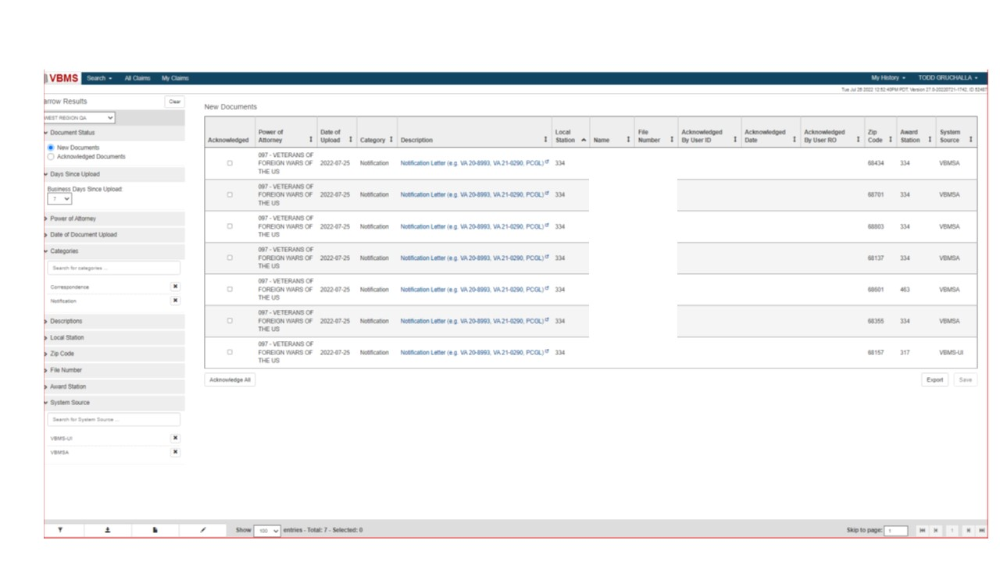 VBMS Search All Claims My Claims My History TODD GRUCHALLA
Tue Jul 26 2022 12:52:40PM PDT, Version 27.0-20220721-1742, ID 52467
arrow Results Clear
WEST REGION QA
Document Status
New Documents
Acknowledged Documents
Days Since Upload
Business Days Since Upload:
7
Power of Attorney
Date of Document Upload
Categories
Search for categories ...
Correspondence
Notification
Descriptions
Local Station
Zip Code
File Number
Award Station
System Source
Search for System Source ...
VBMS-UI
VBMSA
New Documents
Acknowledged Power of Attorney Date of Upload Category Description Local Station Name File Number Acknowledged By User ID Acknowledged Date Acknowledged By User RO Zip Code Award Station System Source
097 - VETERANS OF
FOREIGN WARS OF 2022-07-25 Notification Notification Letter (e.g. VA 20-8993, VA 21-0290, PCGL) 334 68434 334 VBMSA
THE US
097 - VETERANS OF
FOREIGN WARS OF 2022-07-25 Notification Notification Letter (e.g. VA 20-8993, VA 21-0290, PCGL) 334 68701 334 VBMSA
THE US
097 - VETERANS OF
FOREIGN WARS OF 2022-07-25 Notification Notification Letter (e.g. VA 20-8993, VA 21-0290, PCGL) 334 68803 334 VBMSA
THE US
097 - VETERANS OF
FOREIGN WARS OF 2022-07-25 Notification Notification Letter (e.g. VA 20-8993, VA 21-0290, PCGL) 334 68137 334 VBMSA
THE US
097 - VETERANS OF
FOREIGN WARS OF 2022-07-25 Notification Notification Letter (e.g. VA 20-8993, VA 21-0290, PCGL) 334 68601 463 VBMSA
THE US
097 - VETERANS OF
FOREIGN WARS OF 2022-07-25 Notification Notification Letter (e.g. VA 20-8993, VA 21-0290, PCGL) 334 68355 334 VBMSA
THE US
097 - VETERANS OF
FOREIGN WARS OF 2022-07-25 Notification Notification Letter (e.g. VA 20-8993, VA 21-0290, PCGL) 334 68157 317 VBMS-UI
THE US
Acknowledge All Export Save
Show 100 entries - Total: 7 - Selected: 0 Skip to page: 1 1